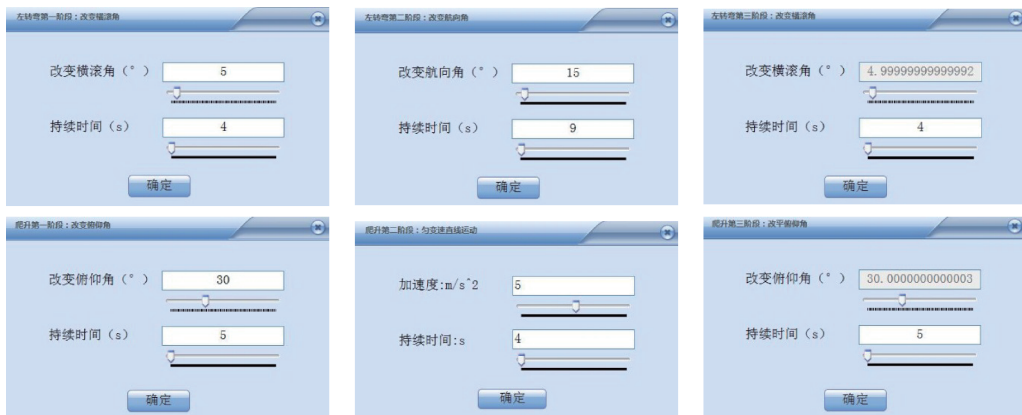 左转弯第一阶段：改变横滚角
改变横滚角（°） 5
持续时间（s） 4
确定
左转弯第二阶段：改变航向角
改变航向角（°） 15
持续时间（s） 9
确定
左转弯第三阶段：改变横滚角
改变横滚角（°） 4.99999999999992
持续时间（s） 4
确定
爬升第一阶段：改变俯仰角
改变俯仰角（°） 30
持续时间（s） 5
确定
爬升第二阶段：匀变速直线运动
加速度:m/s^2 5
持续时间:s 4
确定
爬升第三阶段：改平俯仰角
改变俯仰角（°） 30.0000000000003
持续时间（s） 5
确定